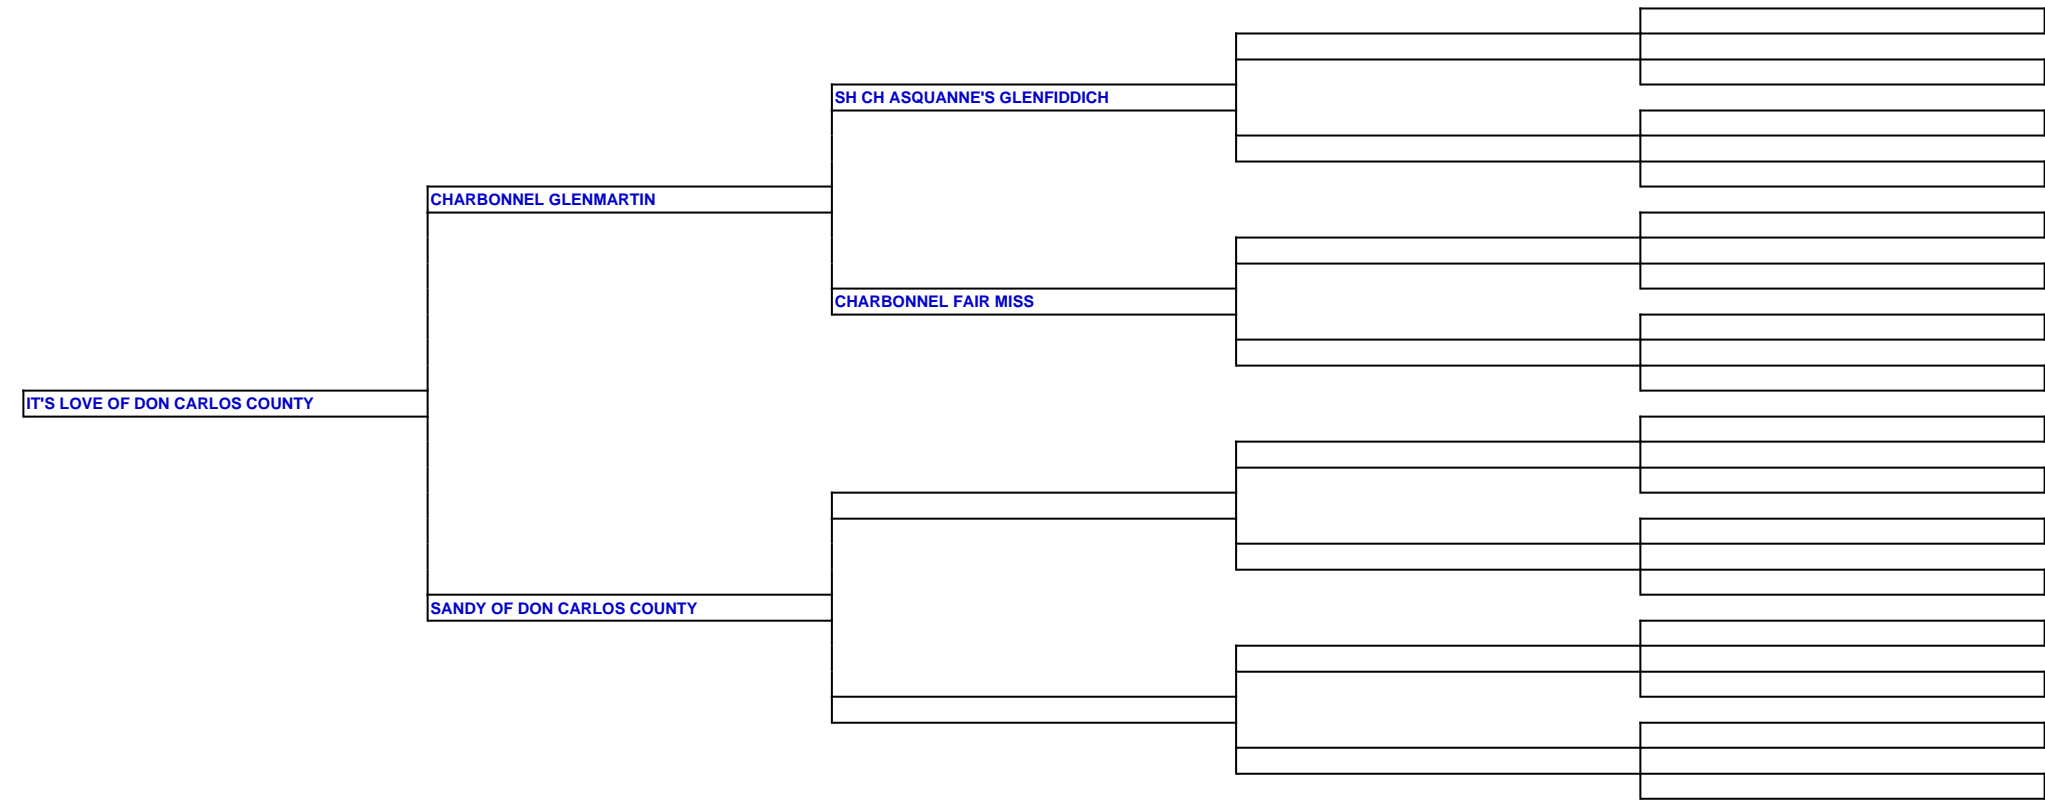 SH CH ASQUANNE'S GLENFIDDICH
CHARBONNEL GLENMARTIN
CHARBONNEL FAIR MISS
IT'S LOVE OF DON CARLOS COUNTY
SANDY OF DON CARLOS COUNTY